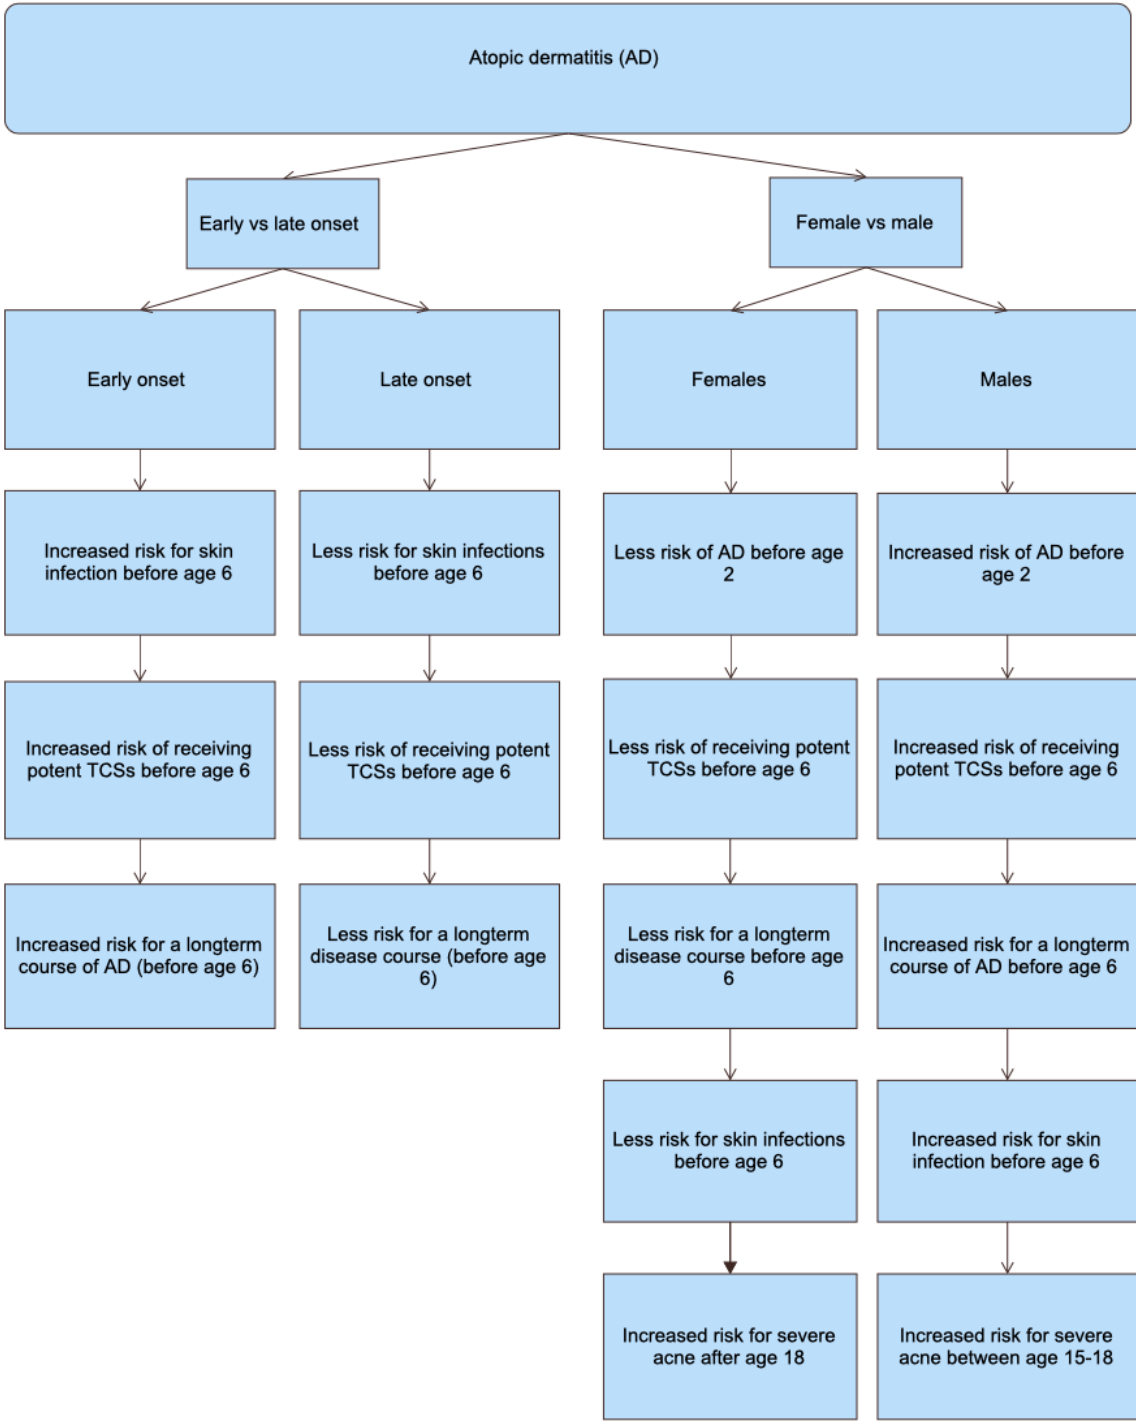 Atopic dermatitis (AD)
Early vs late onset
Female vs male
Early onset
Late onset
Females
Males
Increased risk for skin
infection before age 6
Less risk for skin infections
before age 6
Less risk of AD before age
2
Increased risk of AD before
age 2
Increased risk of receiving
potent TCSs before age 6
Less risk of receiving potent
TCSs before age 6
Less risk of receiving potent
TCSs before age 6
Increased risk of receiving
potent TCSs before age 6
Increased risk for a longterm
course of AD (before age 6)
Less risk for a longterm
disease course (before age
6)
Less risk for a longterm
disease course before age
6
Increased risk for a longterm
course of AD before age 6
Less risk for skin infections
before age 6
Increased risk for skin
infection before age 6
Increased risk for severe
acne after age 18
Increased risk for severe
acne between age 15-18